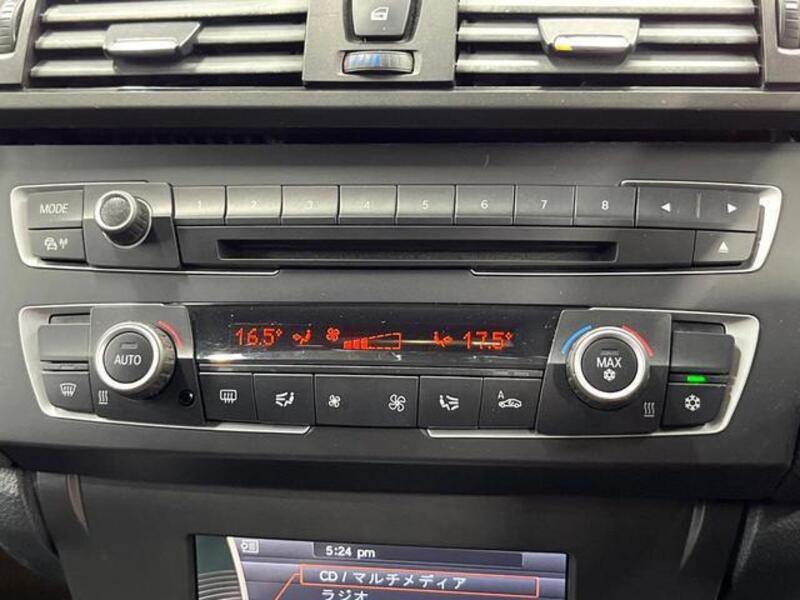 MODE 1 2 3 4 5 6 7 8
16.5° 17.5°
AUTO MAX
A
5:24 pm
CD / マルチメディア
ラジオ